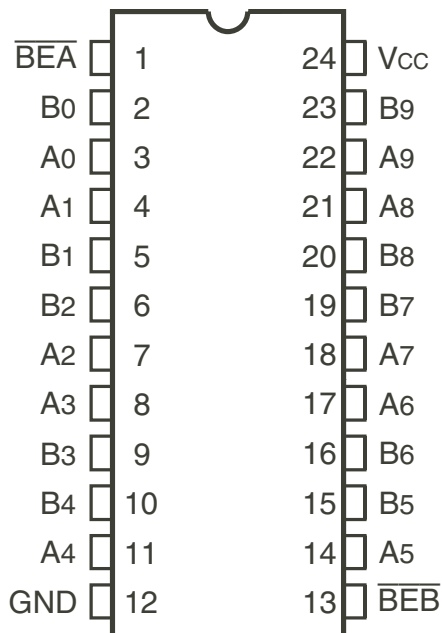 B̅E̅A̅ 1 24 VCC
B0 2 23 B9
A0 3 22 A9
A1 4 21 A8
B1 5 20 B8
B2 6 19 B7
A2 7 18 A7
A3 8 17 A6
B3 9 16 B6
B4 10 15 B5
A4 11 14 A5
GND 12 13 B̅E̅B̅